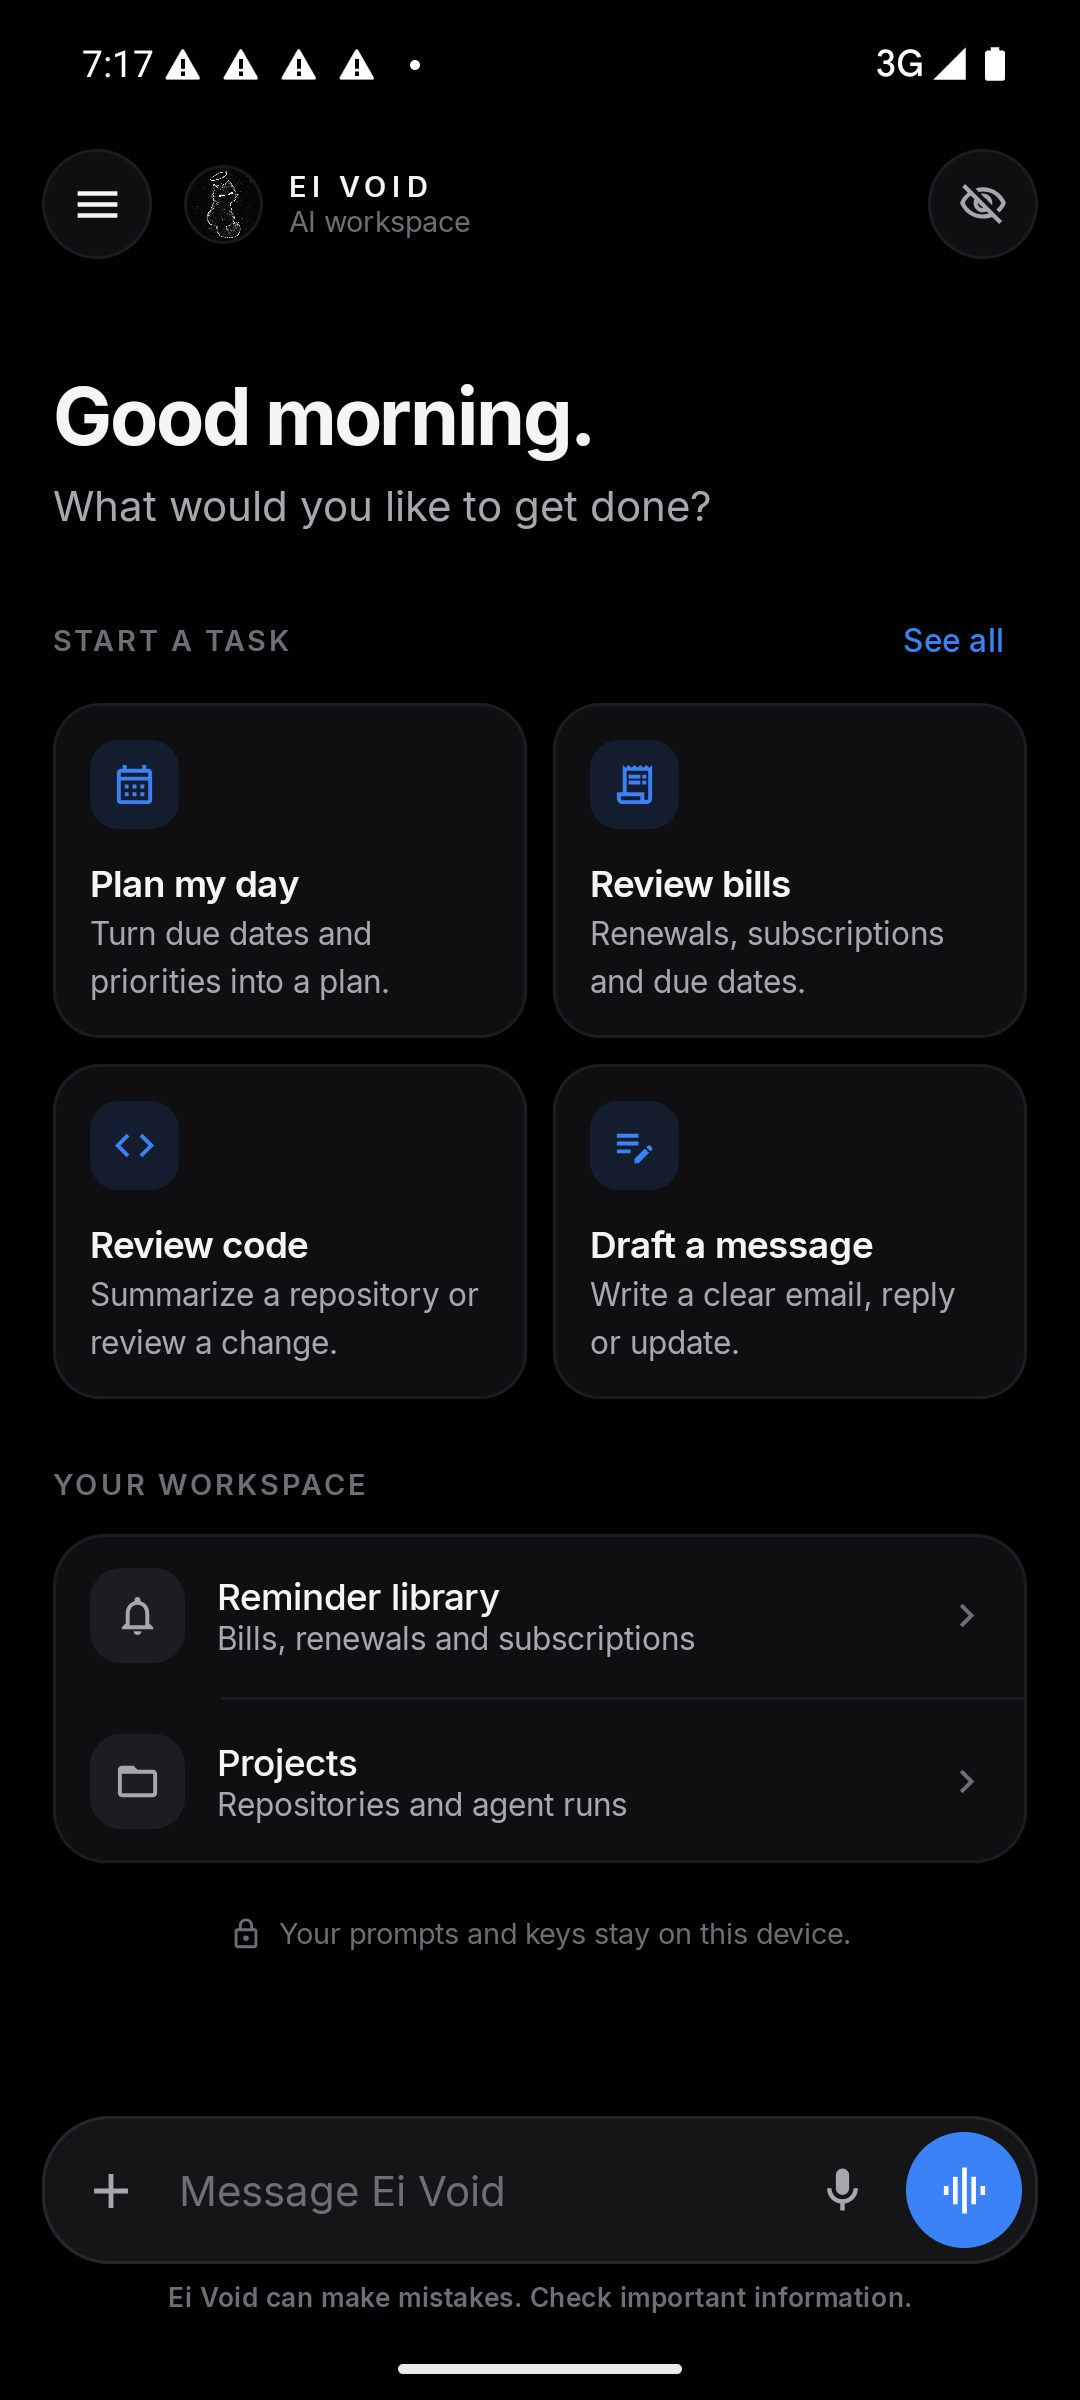 7:17
3G
EI VOID
AI workspace
Good morning.
What would you like to get done?
START A TASK
See all
Plan my day
Turn due dates and
priorities into a plan.
Review bills
Renewals, subscriptions
and due dates.
Review code
Summarize a repository or
review a change.
Draft a message
Write a clear email, reply
or update.
YOUR WORKSPACE
Reminder library
Bills, renewals and subscriptions
Projects
Repositories and agent runs
Your prompts and keys stay on this device.
Message Ei Void
Ei Void can make mistakes. Check important information.